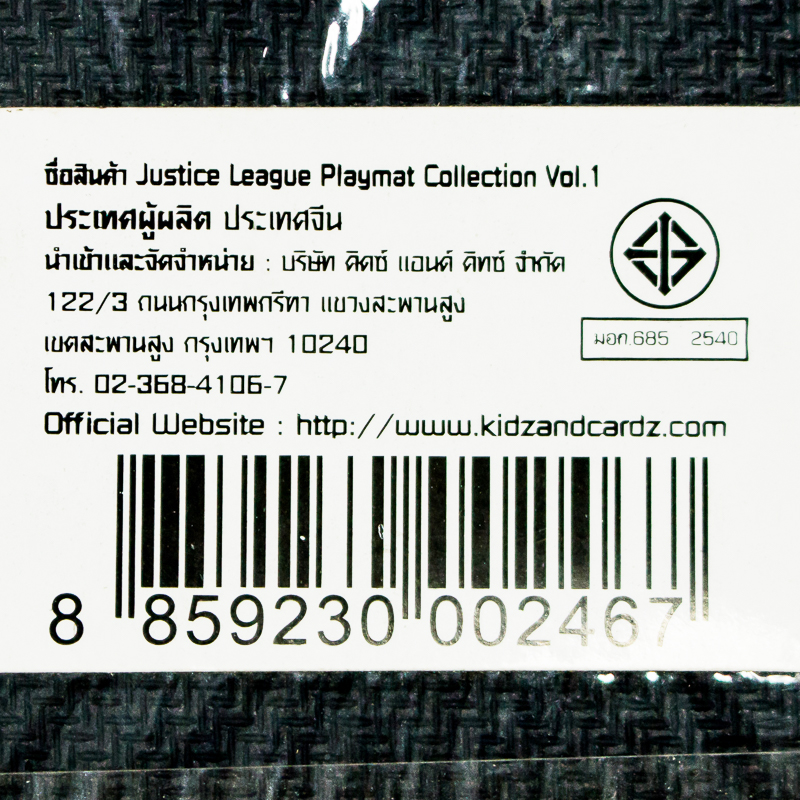 ชื่อสินค้า Justice League Playmat Collection Vol.1
ประเทศผู้ผลิต ประเทศจีน
นำเข้าและจัดจำหน่าย : บริษัท คิดซ์ แอนด์ คิทซ์ จำกัด
122/3 ถนนกรุงเทพกรีทา แขวงสะพานสูง
เขตสะพานสูง กรุงเทพฯ 10240
โทร. 02-368-4106-7
มอก.685 2540
Official Website : http://www.kidzandcardz.com
8 859230 002467